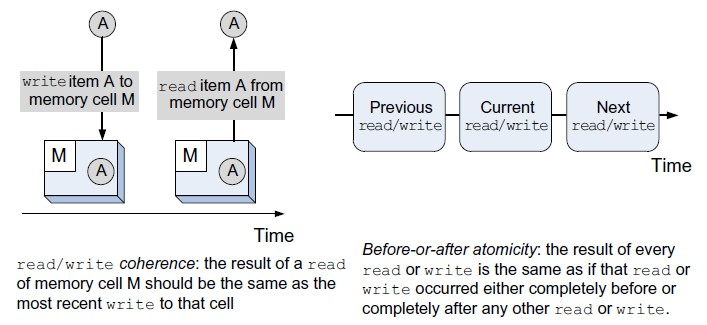 A
A
write item A to
memory cell M
read item A from
memory cell M
M
A
M
A
Time
read/write coherence: the result of a read
of memory cell M should be the same as the
most recent write to that cell
Previous
read/write
Current
read/write
Next
read/write
Time
Before-or-after atomicity: the result of every
read or write is the same as if that read or
write occurred either completely before or
completely after any other read or write.